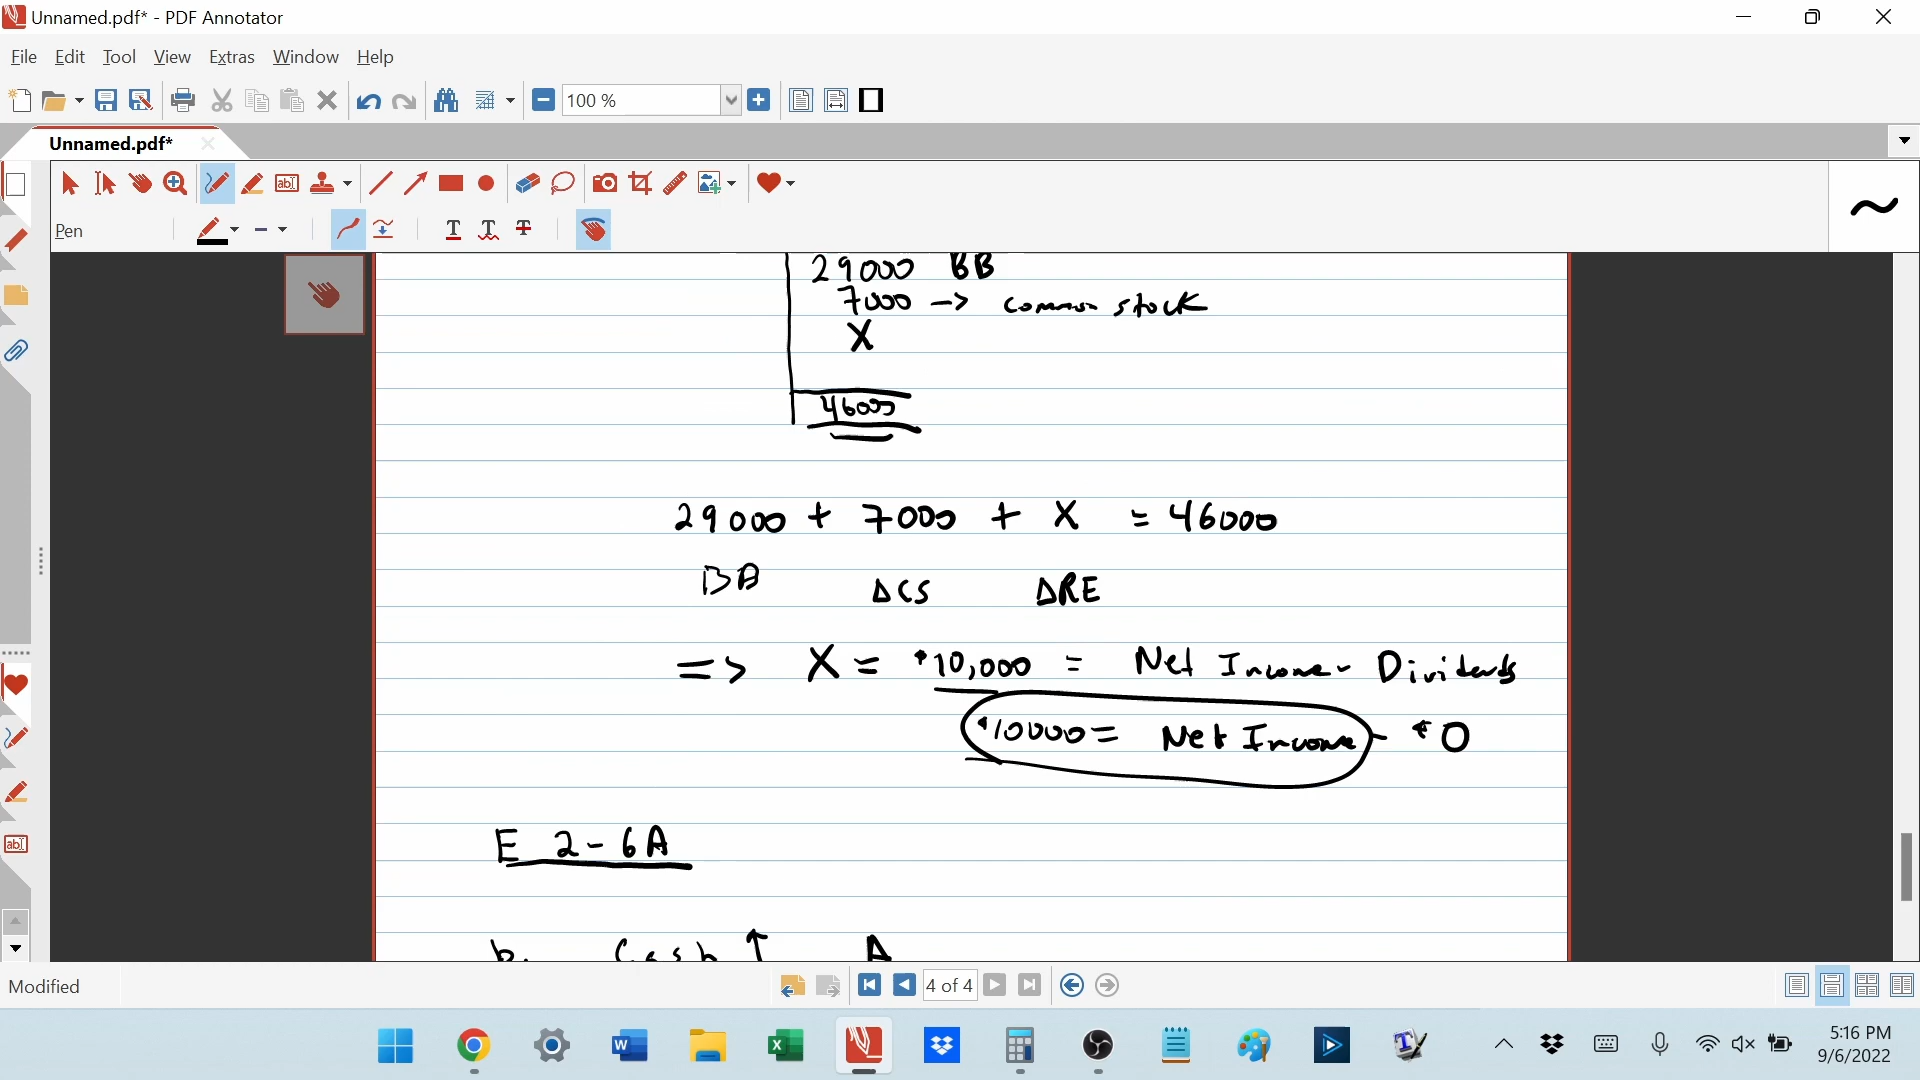 Unnamed.pdf* - PDF Annotator
File Edit Tool View Extras Window Help
100 %
Unnamed.pdf*
Pen
29000 BB
7000 -> common stock
X
46000
29000 + 7000 + X = 46000
BB ΔCS ΔRE
=> X = $10,000 = Net Income - Dividends
$10000 = Net Income - $0
E 2-6A
b. Cash ↑ A
Modified
4 of 4
5:16 PM
9/6/2022